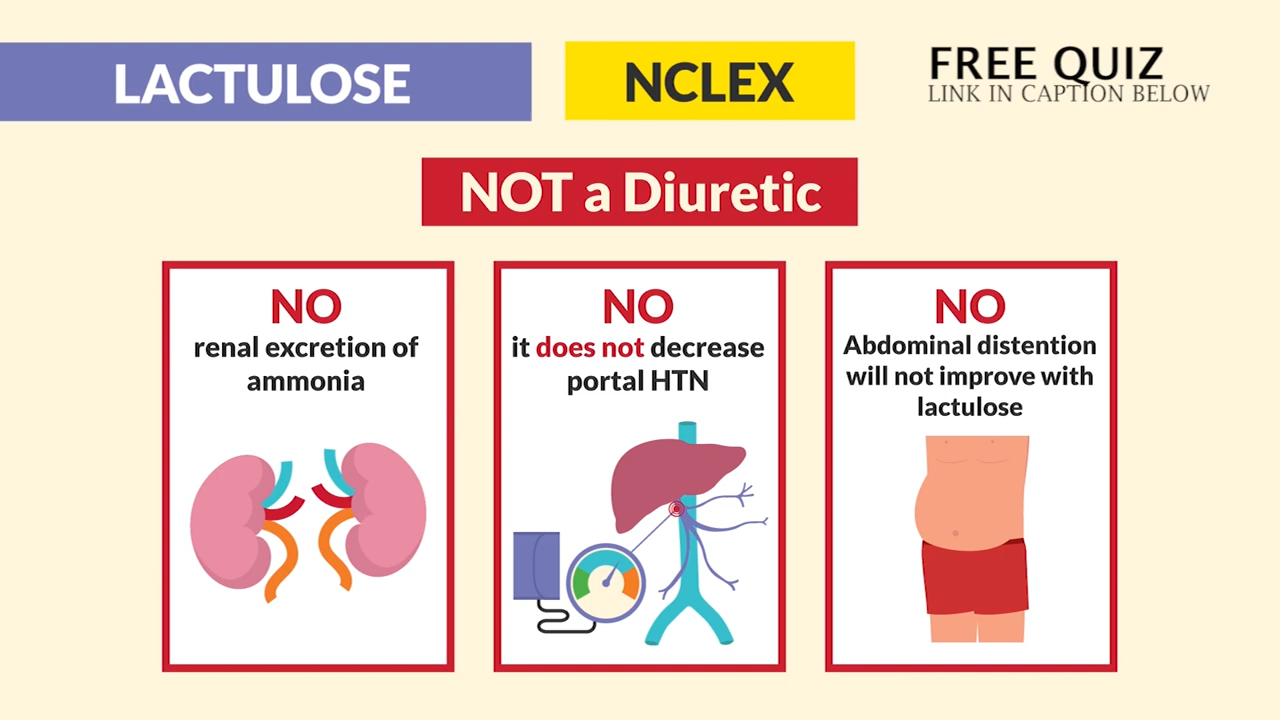 LACTULOSE
NCLEX
FREE QUIZ
LINK IN CAPTION BELOW
NOT a Diuretic
NO
renal excretion of
ammonia
NO
it does not decrease
portal HTN
NO
Abdominal distention
will not improve with
lactulose